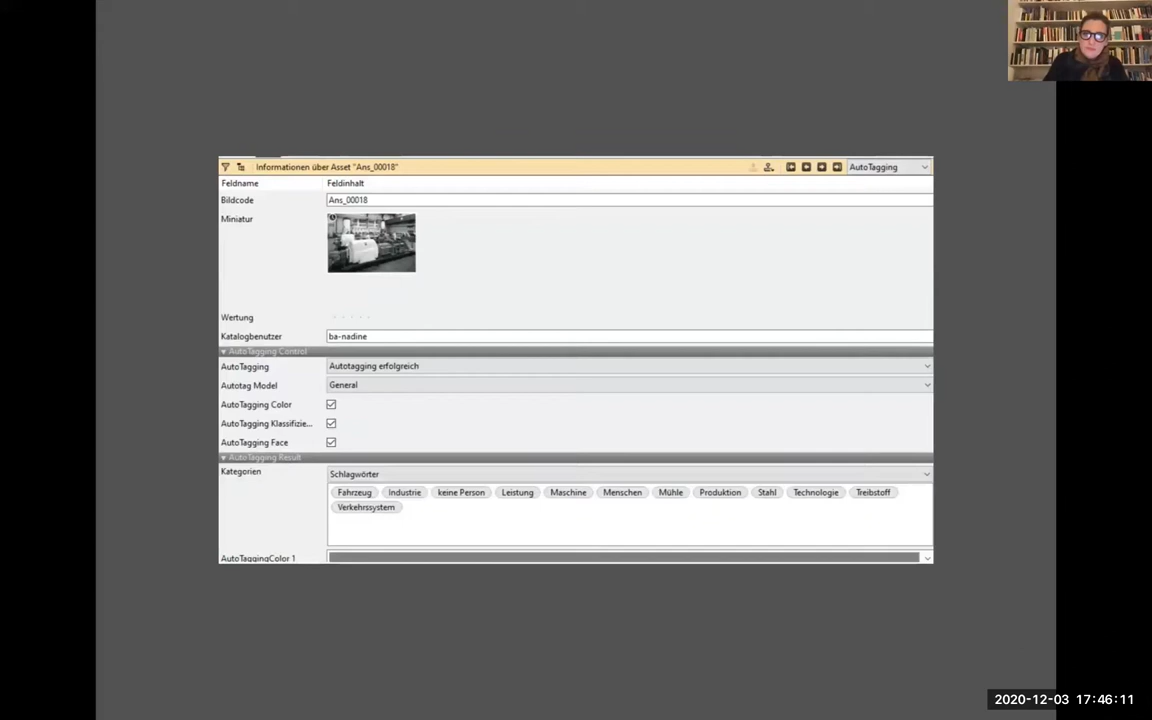 Informationen über Asset "Ans_00018" AutoTagging
Feldname Feldinhalt
Bildcode Ans_00018
Miniatur
Wertung
Katalogbenutzer ba-nadine
AutoTagging Control
AutoTagging Autotagging erfolgreich
Autotag Model General
AutoTagging Color
AutoTagging Klassifizie...
AutoTagging Face
AutoTagging Result
Kategorien Schlagwörter
Fahrzeug Industrie keine Person Leistung Maschine Menschen Mühle Produktion Stahl Technologie Treibstoff
Verkehrssystem
AutoTaggingColor 1
2020-12-03 17:46:11